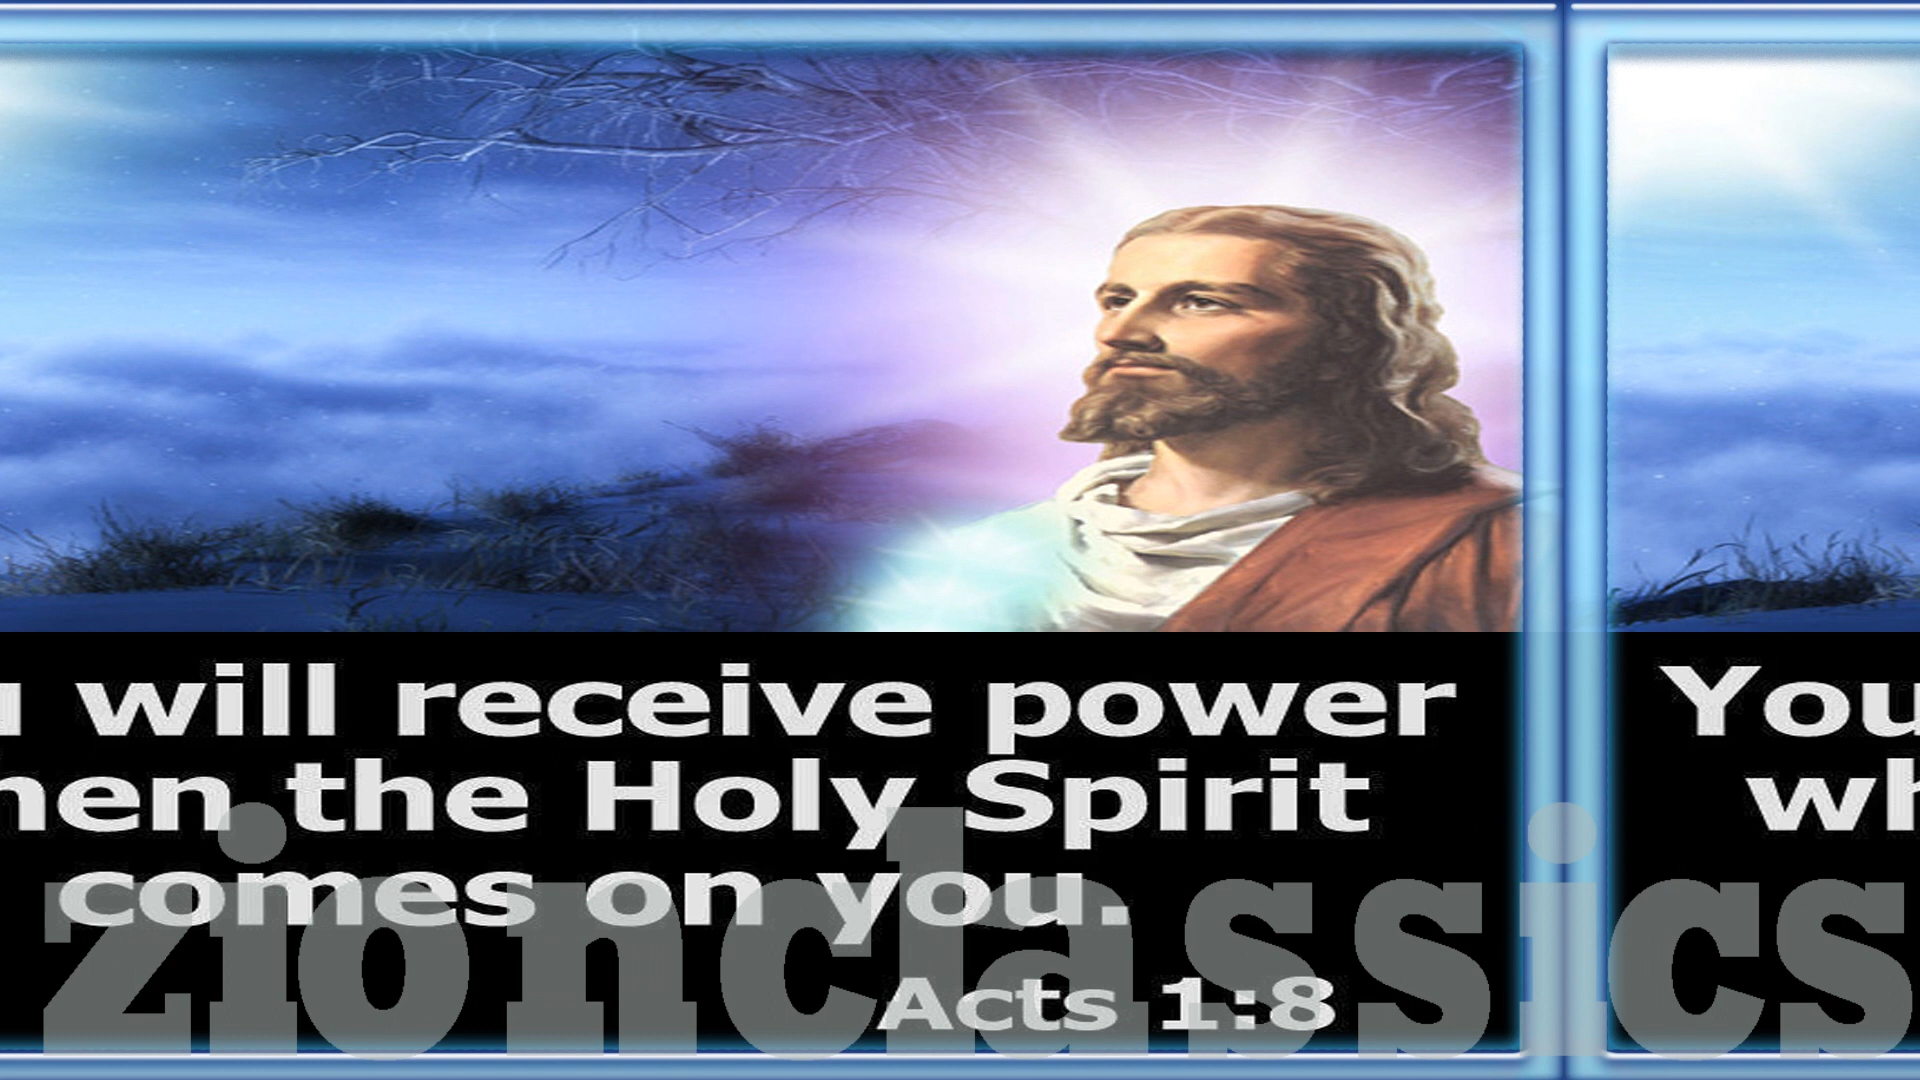 u will receive power
hen the Holy Spirit
comes on you.
Acts 1:8
You
wh
zionclassics